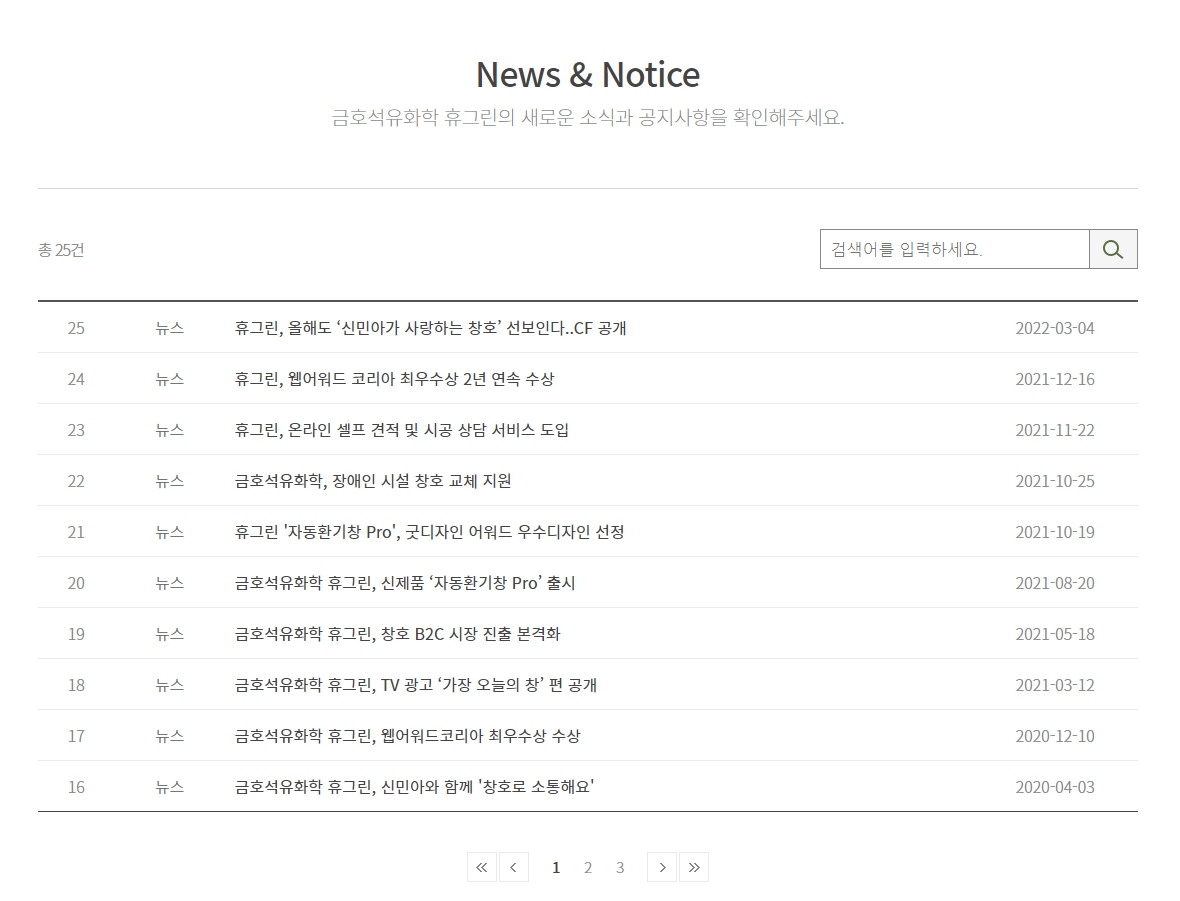 News & Notice
금호석유화학 휴그린의 새로운 소식과 공지사항을 확인해주세요.
총 25건
검색어를 입력하세요.
25 뉴스 휴그린, 올해도 ‘신민아가 사랑하는 창호’ 선보인다..CF 공개 2022-03-04
24 뉴스 휴그린, 웹어워드 코리아 최우수상 2년 연속 수상 2021-12-16
23 뉴스 휴그린, 온라인 셀프 견적 및 시공 상담 서비스 도입 2021-11-22
22 뉴스 금호석유화학, 장애인 시설 창호 교체 지원 2021-10-25
21 뉴스 휴그린 '자동환기창 Pro', 굿디자인 어워드 우수디자인 선정 2021-10-19
20 뉴스 금호석유화학 휴그린, 신제품 ‘자동환기창 Pro’ 출시 2021-08-20
19 뉴스 금호석유화학 휴그린, 창호 B2C 시장 진출 본격화 2021-05-18
18 뉴스 금호석유화학 휴그린, TV 광고 ‘가장 오늘의 창’ 편 공개 2021-03-12
17 뉴스 금호석유화학 휴그린, 웹어워드코리아 최우수상 수상 2020-12-10
16 뉴스 금호석유화학 휴그린, 신민아와 함께 '창호로 소통해요' 2020-04-03
1 2 3